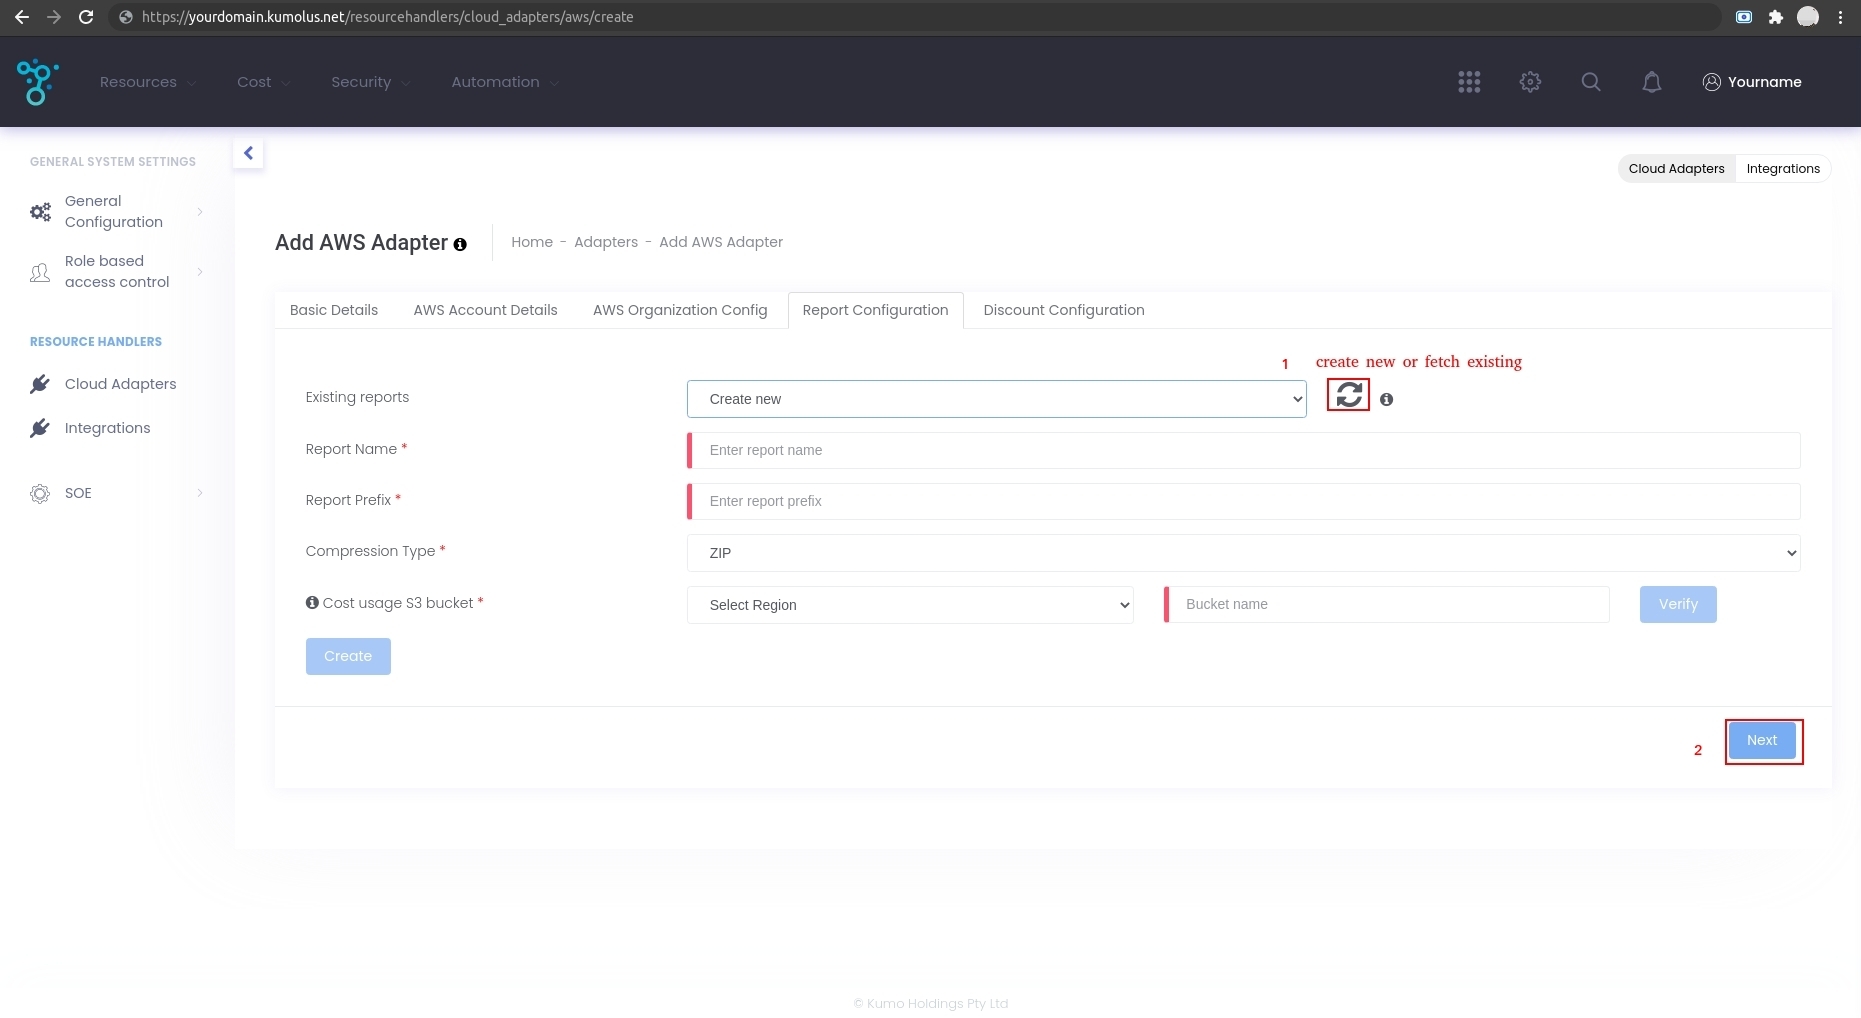 https://yourdomain.kumolus.net/resourcehandlers/cloud_adapters/aws/create
Resources Cost Security Automation Yourname
GENERAL SYSTEM SETTINGS
General
Configuration
Role based
access control
RESOURCE HANDLERS
Cloud Adapters
Integrations
SOE
Cloud Adapters Integrations
Add AWS Adapter Home - Adapters - Add AWS Adapter
Basic Details AWS Account Details AWS Organization Config Report Configuration Discount Configuration
1 create new or fetch existing
Existing reports Create new
Report Name * Enter report name
Report Prefix * Enter report prefix
Compression Type * ZIP
Cost usage S3 bucket * Select Region Bucket name Verify
Create
2 Next
© Kumo Holdings Pty Ltd